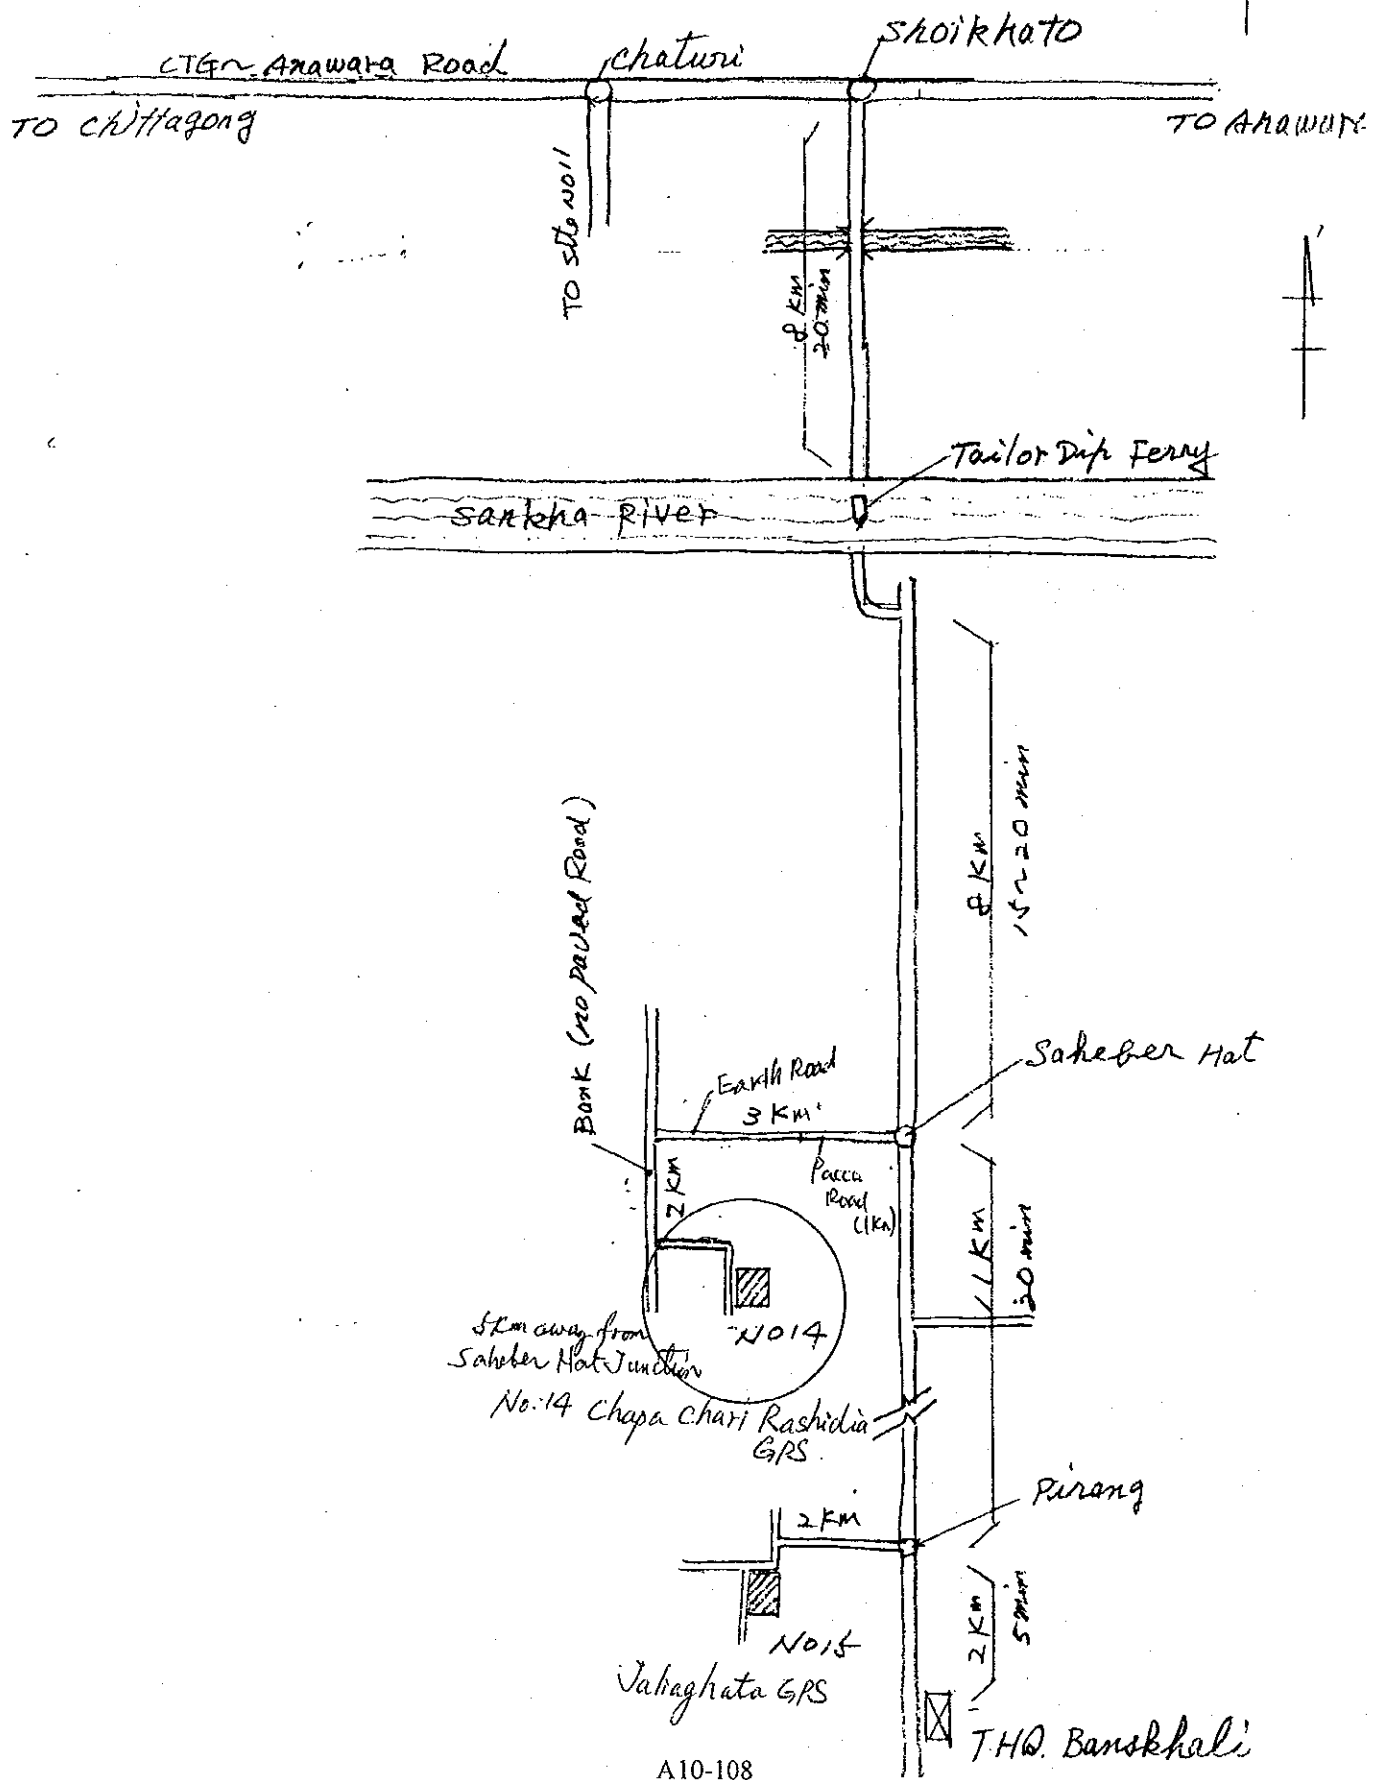 Shoikhato
CTG~Anawara Road
chaturi
TO Chittagong
TO Anawara
TO Site NO11
8 KM
20 min
Tailor Dip Ferry
Sankha River
8 KM
15~20 min
Bank (no paved Road)
Saheber Hat
Earth Road
3 KM
Pacca
Road
(1Km)
2 KM
11 KM
20 min
NO14
5Km away from
Saheber Hat Junction
No:14 Chapa Chari Rashidia
GPS.
Pirang
2 KM
2 KM
5 min
NO15
Jaliaghata GPS
T.H.Q. Banskhali
A10-108